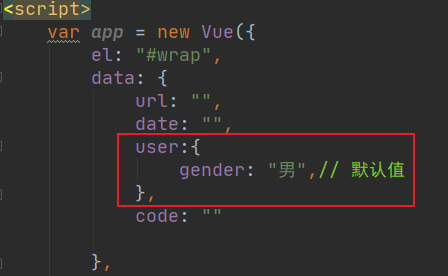 <script>
var app = new Vue({
el: "#wrap",
data: {
url: "",
date: "",
user:{
gender: "男",// 默认值
},
code: ""
},